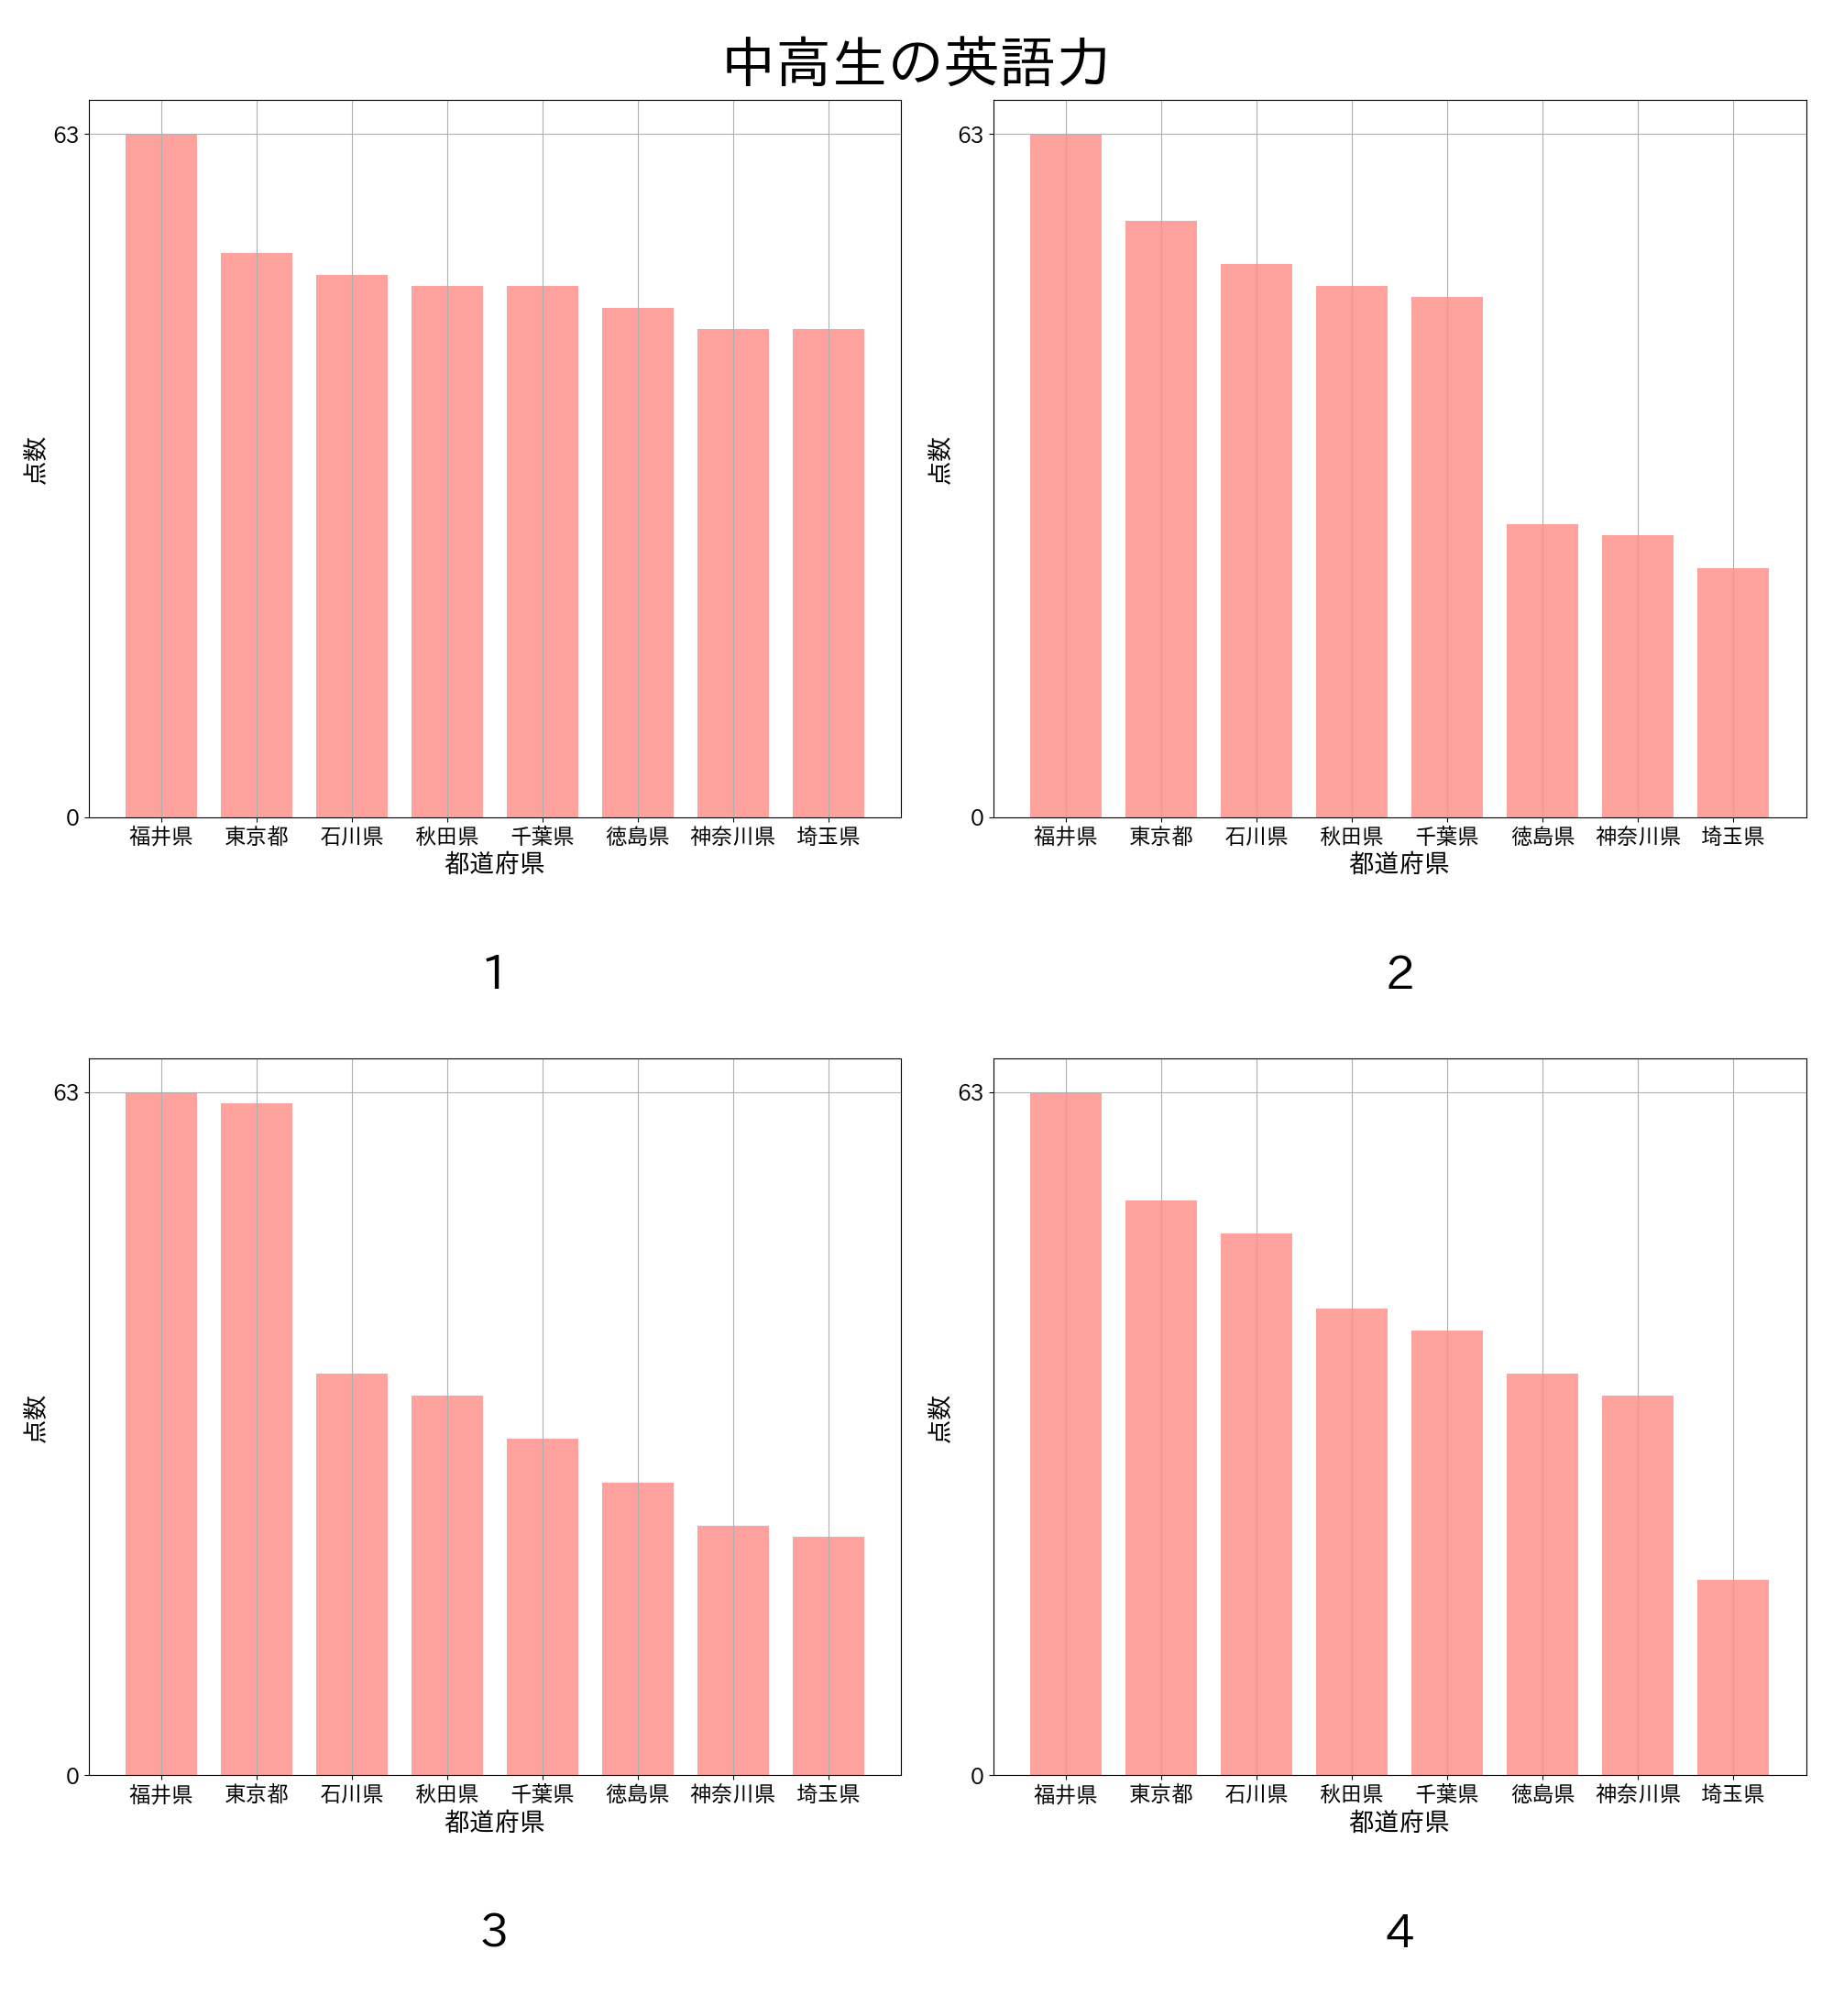 中高生の英語力
63
0
点数
福井県 東京都 石川県 秋田県 千葉県 徳島県 神奈川県 埼玉県
都道府県
1
63
0
点数
福井県 東京都 石川県 秋田県 千葉県 徳島県 神奈川県 埼玉県
都道府県
2
63
0
点数
福井県 東京都 石川県 秋田県 千葉県 徳島県 神奈川県 埼玉県
都道府県
3
63
0
点数
福井県 東京都 石川県 秋田県 千葉県 徳島県 神奈川県 埼玉県
都道府県
4